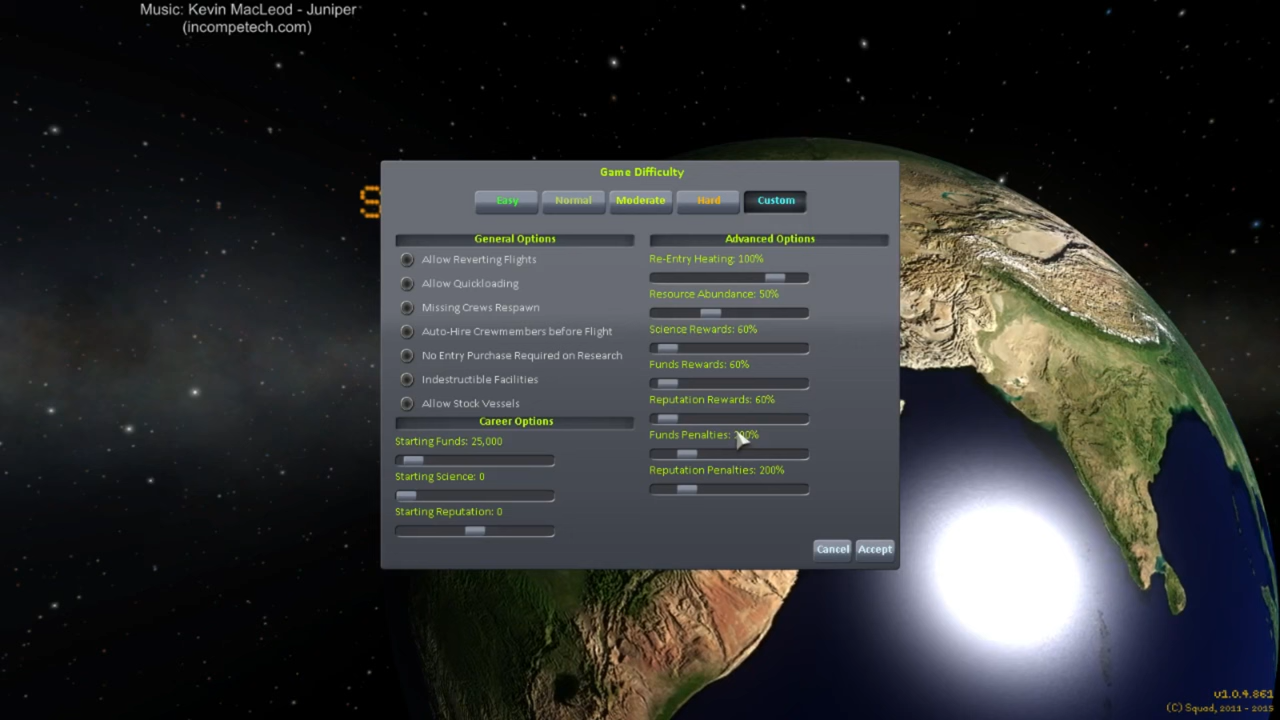 Music: Kevin MacLeod - Juniper
(incompetech.com)
S
Game Difficulty
Easy Normal Moderate Hard Custom
General Options
Allow Reverting Flights
Allow Quickloading
Missing Crews Respawn
Auto-Hire Crewmembers before Flight
No Entry Purchase Required on Research
Indestructible Facilities
Allow Stock Vessels
Career Options
Starting Funds: 25,000
Starting Science: 0
Starting Reputation: 0
Advanced Options
Re-Entry Heating: 100%
Resource Abundance: 50%
Science Rewards: 60%
Funds Rewards: 60%
Reputation Rewards: 60%
Funds Penalties:
Reputation Penalties: 200%
Cancel Accept
v1.0.4.861
(C) Squad, 2011 - 2015